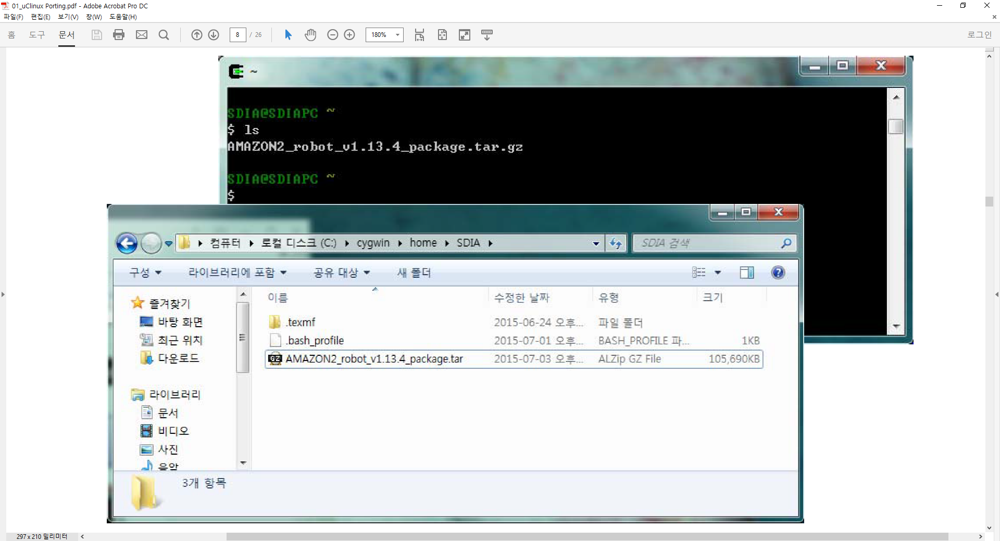 01_uClinux Porting.pdf - Adobe Acrobat Pro DC
파일(F) 편집(E) 보기(V) 창(W) 도움말(H)
홈 도구 문서 8 / 26 180% 로그인
~
SDIA@SDIAPC ~
$ ls
AMAZON2_robot_v1.13.4_package.tar.gz
SDIA@SDIAPC ~
$
컴퓨터 로컬 디스크 (C:) cygwin home SDIA SDIA 검색
구성 라이브러리에 포함 공유 대상 새 폴더
이름 수정한 날짜 유형 크기
즐겨찾기
바탕 화면
최근 위치
다운로드
라이브러리
문서
비디오
사진
음악
.texmf 2015-06-24 오후... 파일 폴더
.bash_profile 2015-07-01 오후... BASH_PROFILE 파... 1KB
GZ AMAZON2_robot_v1.13.4_package.tar 2015-07-03 오후... ALZip GZ File 105,690KB
3개 항목
297 x 210 밀리미터